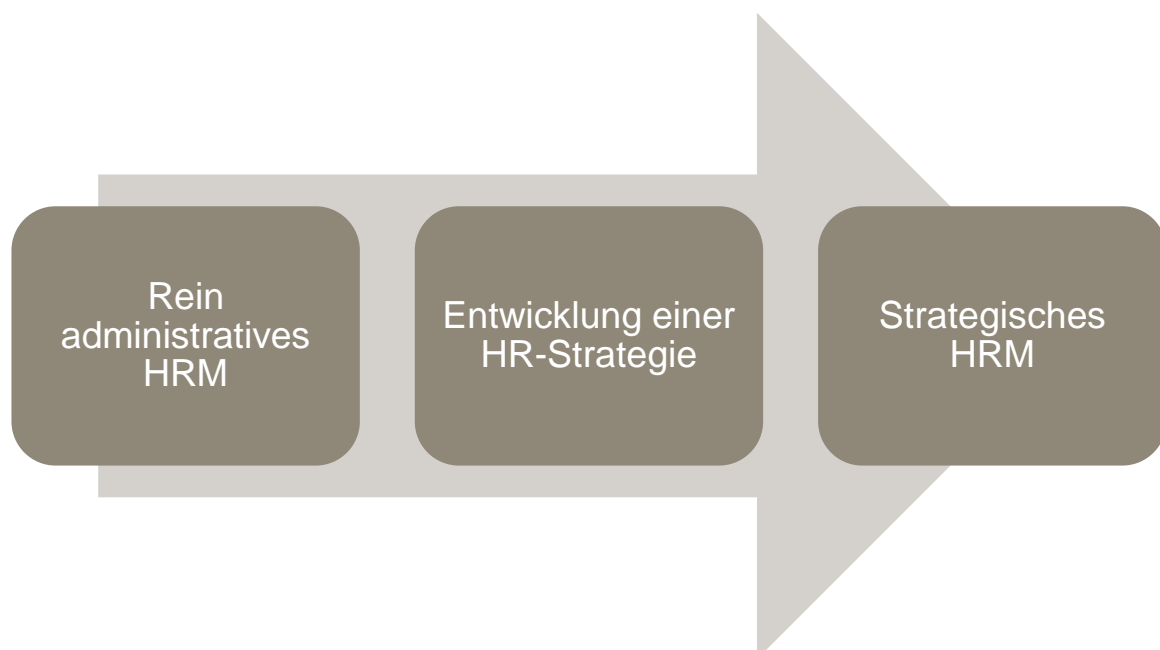 Rein
administratives
HRM
Entwicklung einer
HR-Strategie
Strategisches
HRM